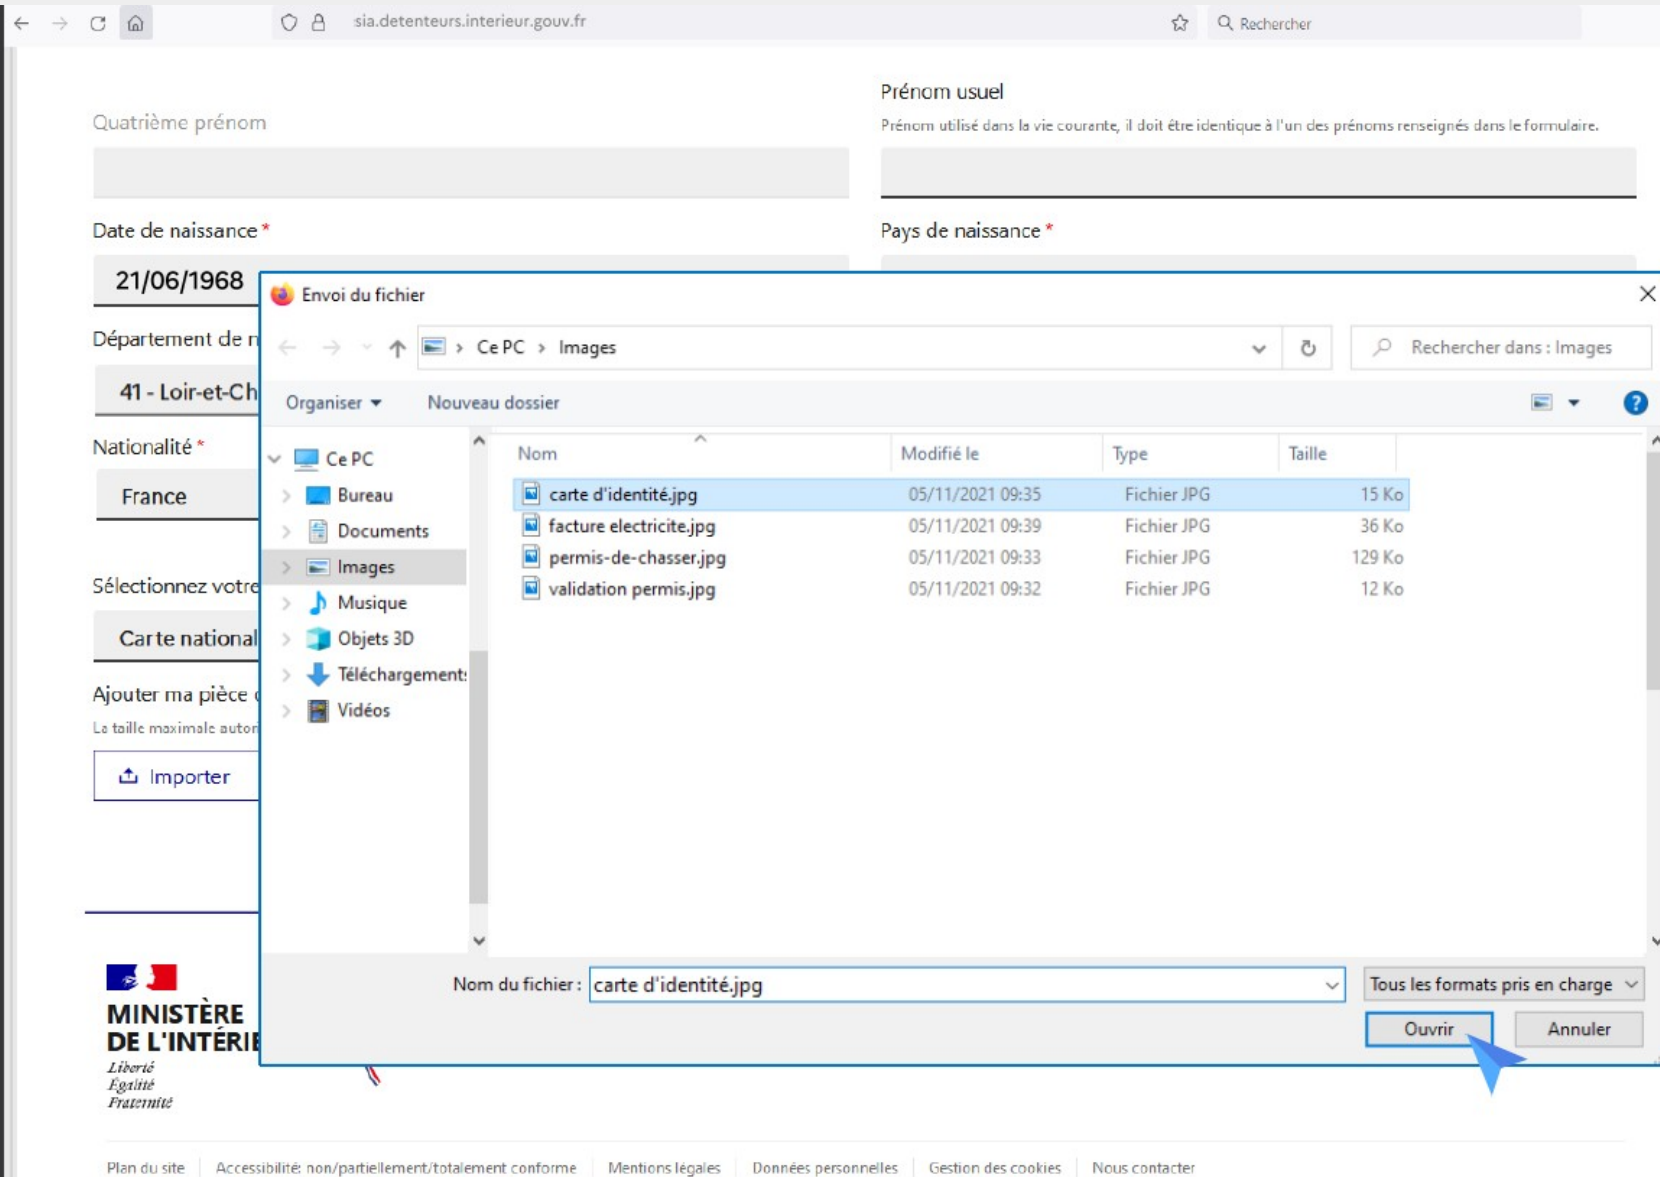 sia.detenteurs.interieur.gouv.fr
Rechercher
Prénom usuel
Quatrième prénom
Prénom utilisé dans la vie courante, il doit être identique à l'un des prénoms renseignés dans le formulaire.
Date de naissance *
Pays de naissance *
21/06/1968
Envoi du fichier
Département de n
Ce PC > Images
Rechercher dans : Images
41 - Loir-et-Ch
Organiser
Nouveau dossier
Nationalité *
France
Ce PC
Bureau
Documents
Images
Musique
Objets 3D
Téléchargements
Vidéos
Nom
Modifié le
Type
Taille
carte d'identité.jpg
05/11/2021 09:35
Fichier JPG
15 Ko
facture electricite.jpg
05/11/2021 09:39
Fichier JPG
36 Ko
permis-de-chasser.jpg
05/11/2021 09:33
Fichier JPG
129 Ko
validation permis.jpg
05/11/2021 09:32
Fichier JPG
12 Ko
Sélectionnez votre
Carte national
Ajouter ma pièce
La taille maximale autori
Importer
Nom du fichier : carte d'identité.jpg
Tous les formats pris en charge
Ouvrir
Annuler
MINISTÈRE
DE L'INTÉRIE
Liberté
Égalité
Fraternité
Plan du site
Accessibilité: non/partiellement/totalement conforme
Mentions légales
Données personnelles
Gestion des cookies
Nous contacter